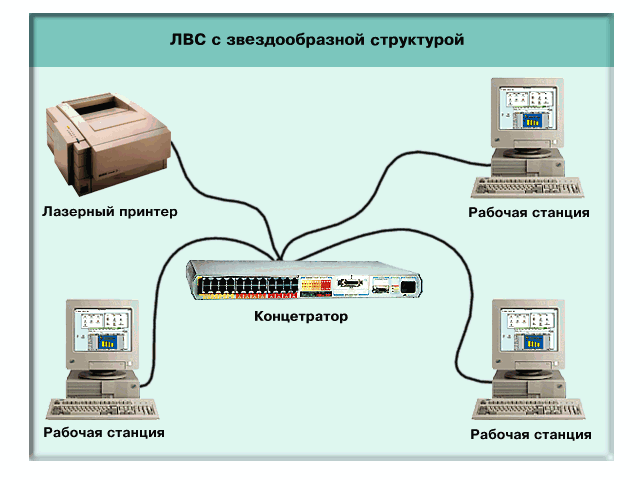 ЛВС с звездообразной структурой
Лазерный принтер
Рабочая станция
Концетратор
Рабочая станция
Рабочая станция